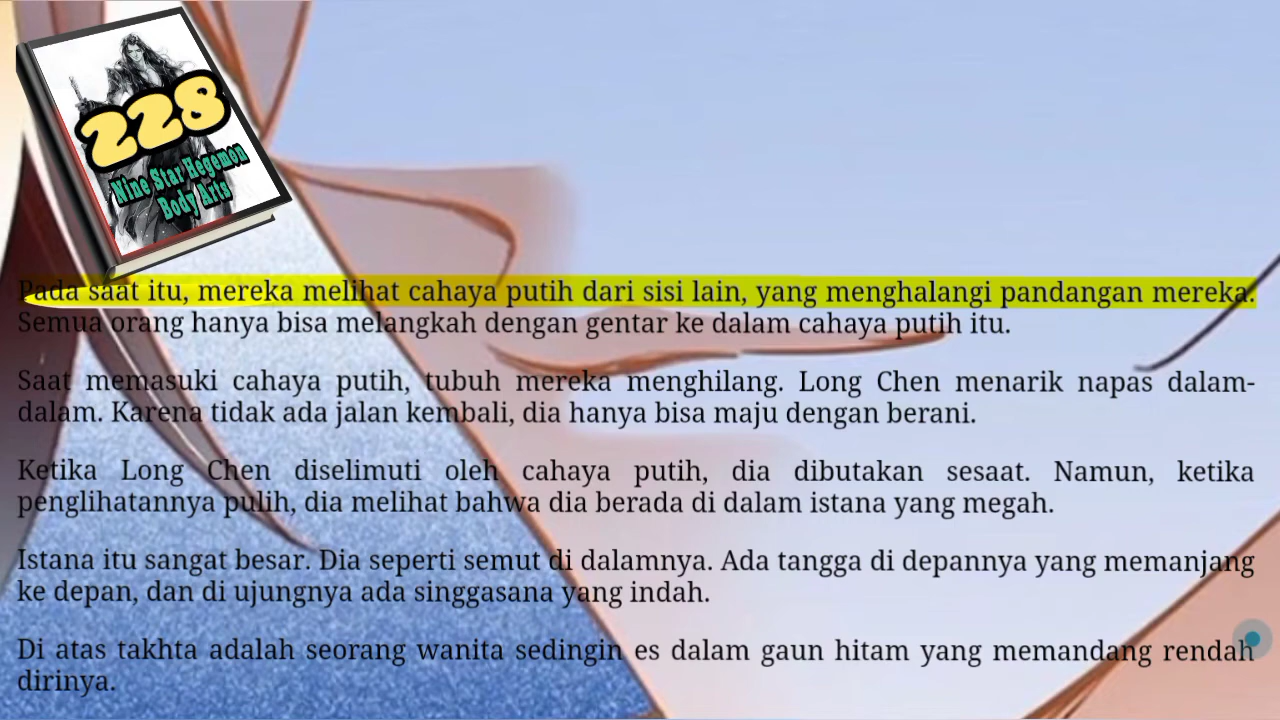 228
Nine Star Hegemon
Body Arts
Pada saat itu, mereka melihat cahaya putih dari sisi lain, yang menghalangi pandangan mereka.
Semua orang hanya bisa melangkah dengan gentar ke dalam cahaya putih itu.
Saat memasuki cahaya putih, tubuh mereka menghilang. Long Chen menarik napas dalam-
dalam. Karena tidak ada jalan kembali, dia hanya bisa maju dengan berani.
Ketika Long Chen diselimuti oleh cahaya putih, dia dibutakan sesaat. Namun, ketika
penglihatannya pulih, dia melihat bahwa dia berada di dalam istana yang megah.
Istana itu sangat besar. Dia seperti semut di dalamnya. Ada tangga di depannya yang memanjang
ke depan, dan di ujungnya ada singgasana yang indah.
Di atas takhta adalah seorang wanita sedingin es dalam gaun hitam yang memandang rendah
dirinya.